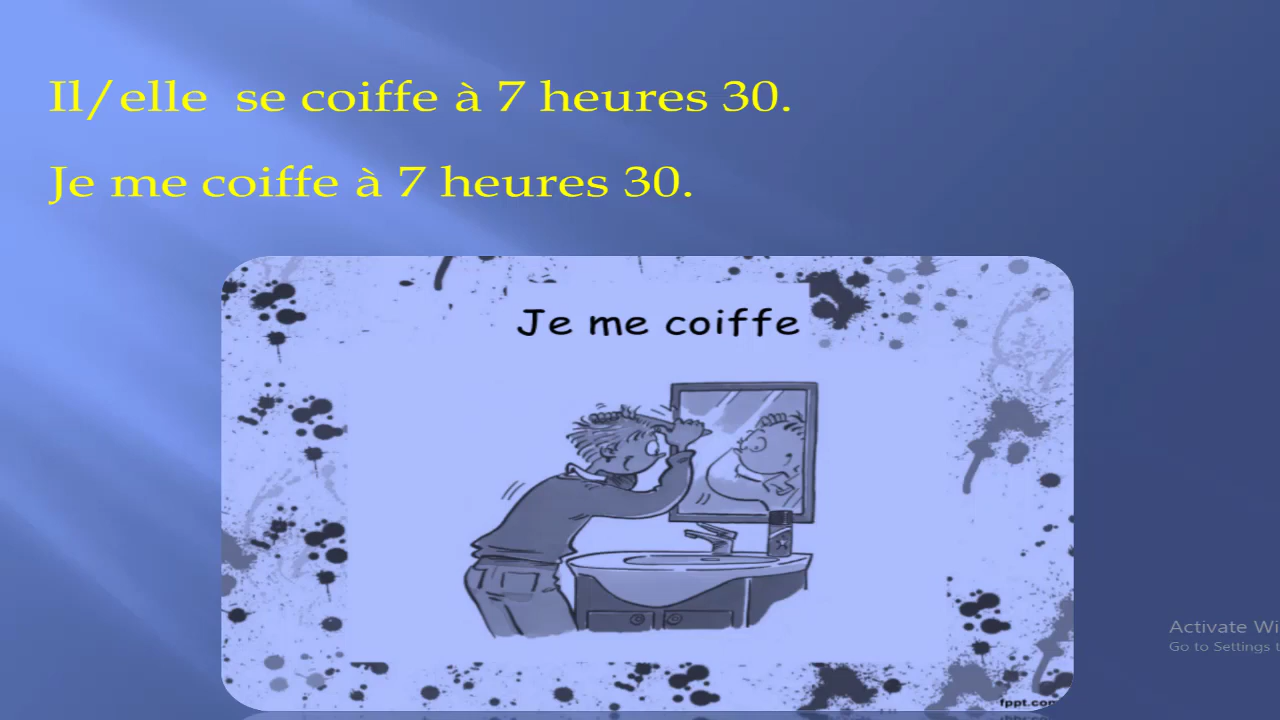 Il/elle  se coiffe à 7 heures 30.
Je me coiffe à 7 heures 30.
Je me coiffe
Activate Wi
Go to Settings t
fppt.com